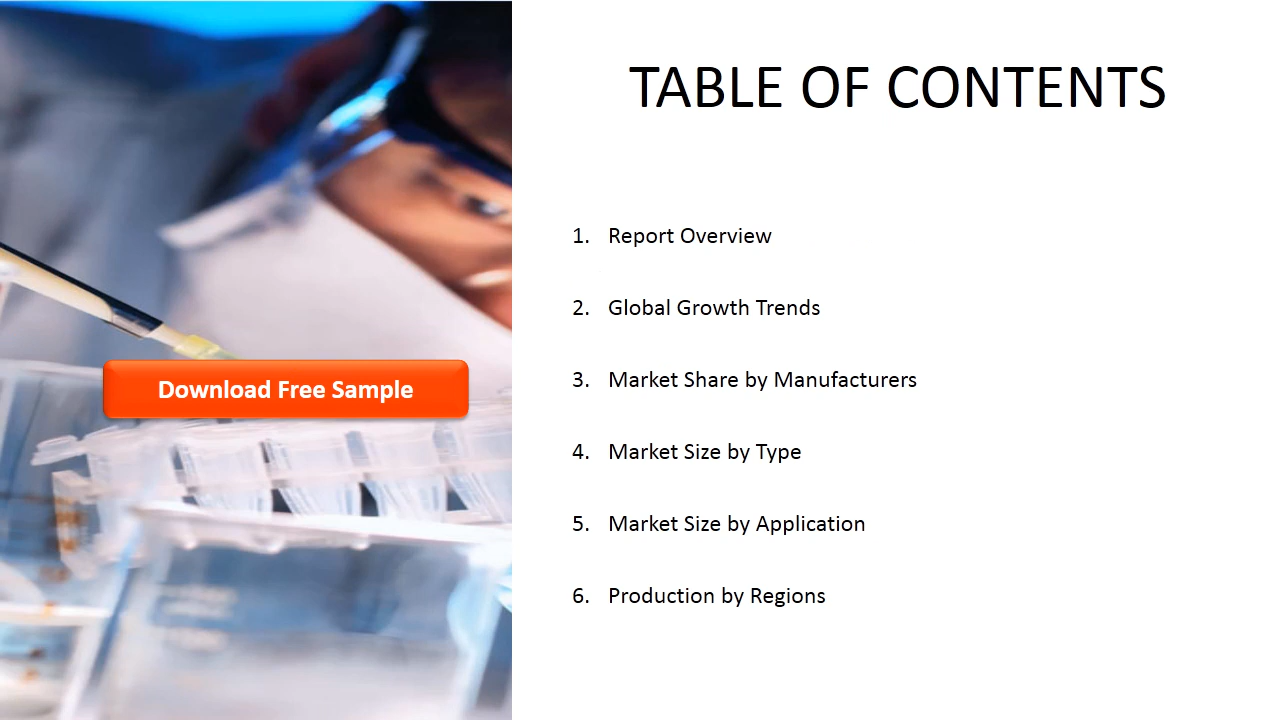 TABLE OF CONTENTS
1. Report Overview
2. Global Growth Trends
3. Market Share by Manufacturers
Download Free Sample
4. Market Size by Type
5. Market Size by Application
6. Production by Regions